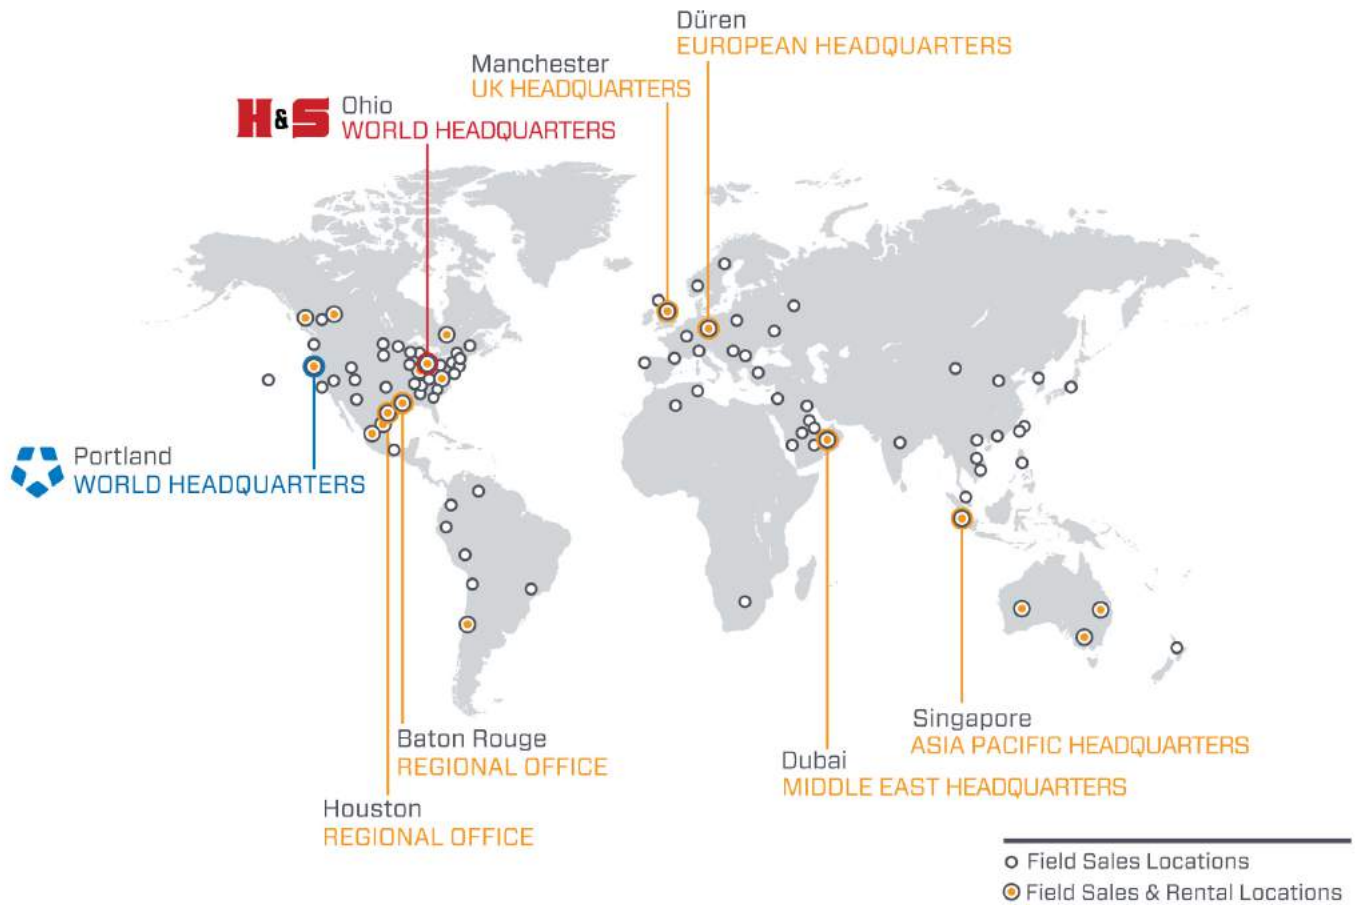 Düren
EUROPEAN HEADQUARTERS
Manchester
UK HEADQUARTERS
H&S
Ohio
WORLD HEADQUARTERS
Portland
WORLD HEADQUARTERS
Baton Rouge
REGIONAL OFFICE
Houston
REGIONAL OFFICE
Singapore
ASIA PACIFIC HEADQUARTERS
Dubai
MIDDLE EAST HEADQUARTERS
Field Sales Locations
Field Sales & Rental Locations